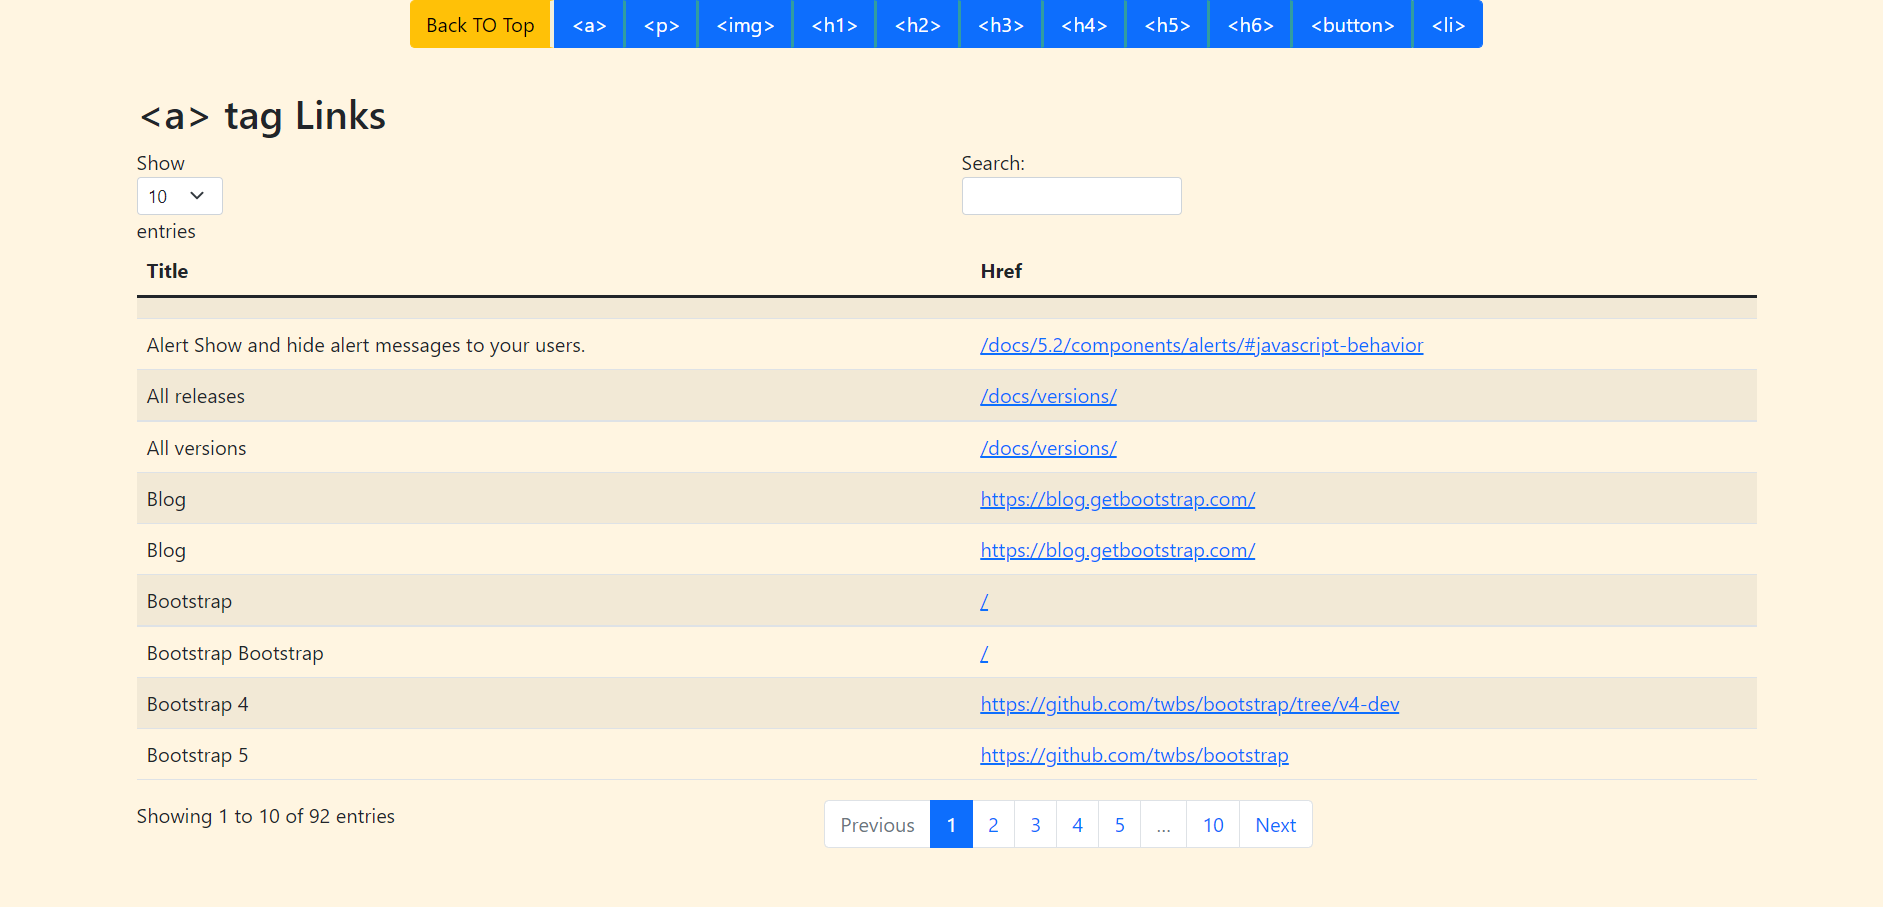 Back TO Top <a> <p> <img> <h1> <h2> <h3> <h4> <h5> <h6> <button> <li>
<a> tag Links
Show
10
entries
Search:
Title Href
Alert Show and hide alert messages to your users. /docs/5.2/components/alerts/#javascript-behavior
All releases /docs/versions/
All versions /docs/versions/
Blog https://blog.getbootstrap.com/
Blog https://blog.getbootstrap.com/
Bootstrap /
Bootstrap Bootstrap /
Bootstrap 4 https://github.com/twbs/bootstrap/tree/v4-dev
Bootstrap 5 https://github.com/twbs/bootstrap
Showing 1 to 10 of 92 entries
Previous 1 2 3 4 5 … 10 Next